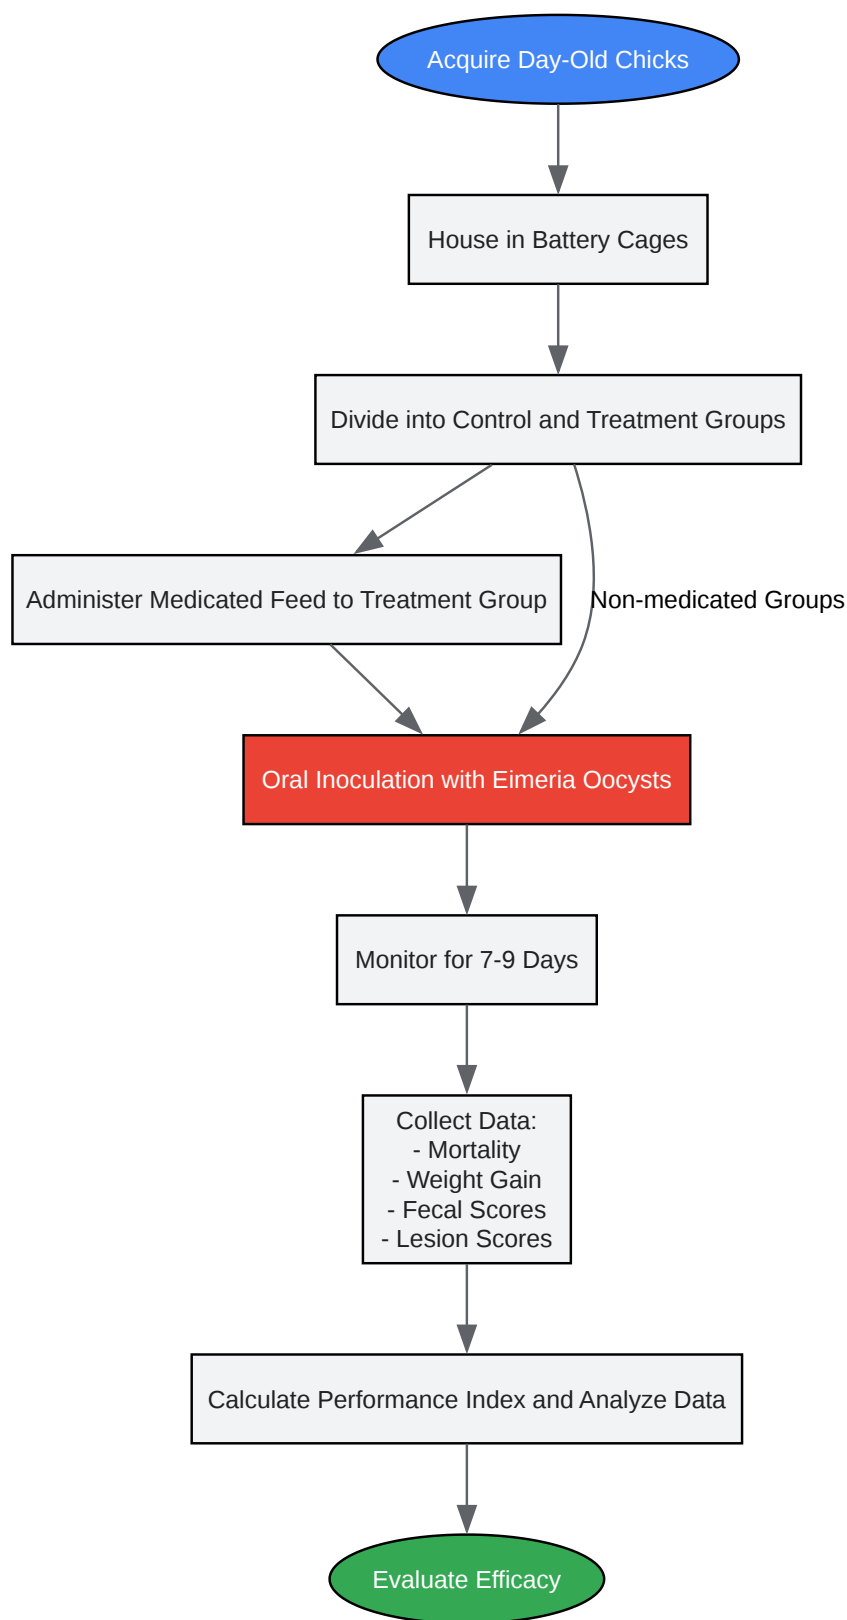 Acquire Day-Old Chicks
House in Battery Cages
Divide into Control and Treatment Groups
Administer Medicated Feed to Treatment Group
Non-medicated Groups
Oral Inoculation with Eimeria Oocysts
Monitor for 7-9 Days
Collect Data:
- Mortality
- Weight Gain
- Fecal Scores
- Lesion Scores
Calculate Performance Index and Analyze Data
Evaluate Efficacy